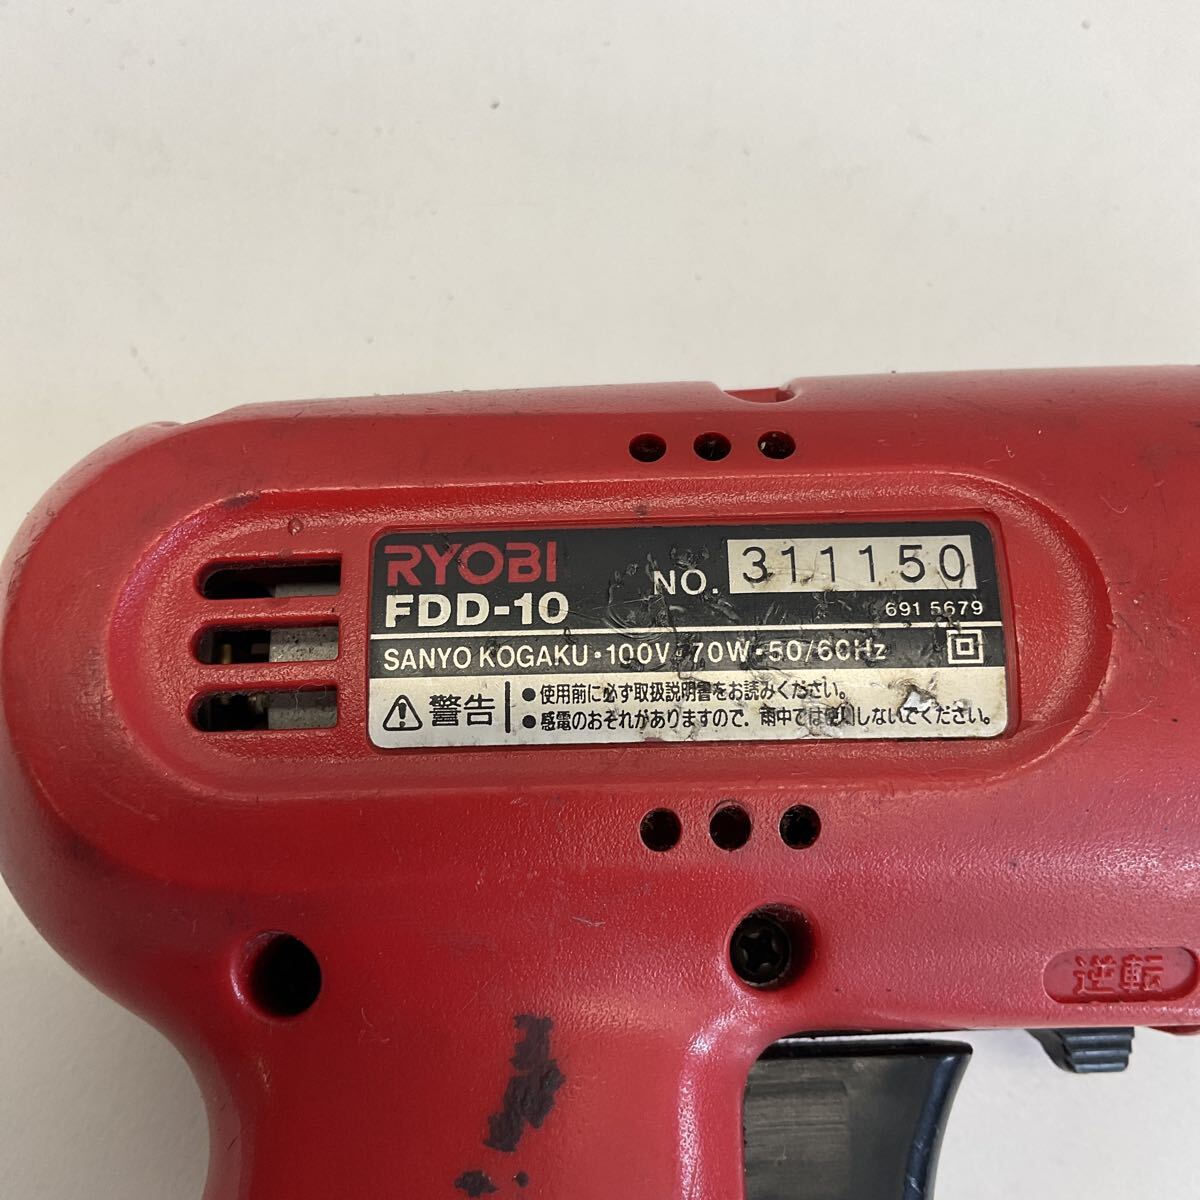 RYOBI
FDD-10
NO. 311150
691 5679
SANYO KOGAKU・100V・70W・50/60Hz
警告
●使用前に必ず取扱説明書をお読みください。
●感電のおそれがありますので、雨中では使用しないでください。
逆転